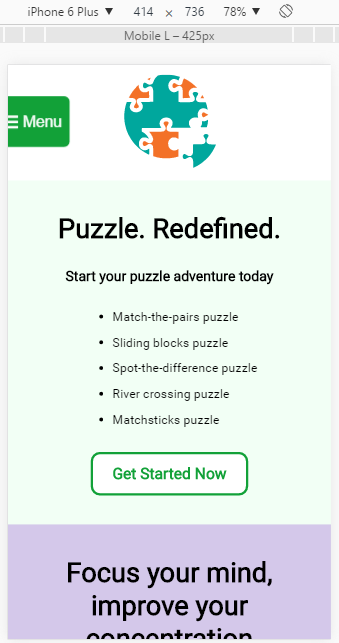 iPhone 6 Plus ▼ 414 × 736 78% ▼
Mobile L – 425px
☰ Menu
Puzzle. Redefined.
Start your puzzle adventure today
• Match-the-pairs puzzle
• Sliding blocks puzzle
• Spot-the-difference puzzle
• River crossing puzzle
• Matchsticks puzzle
Get Started Now
Focus your mind,
improve your
concentration